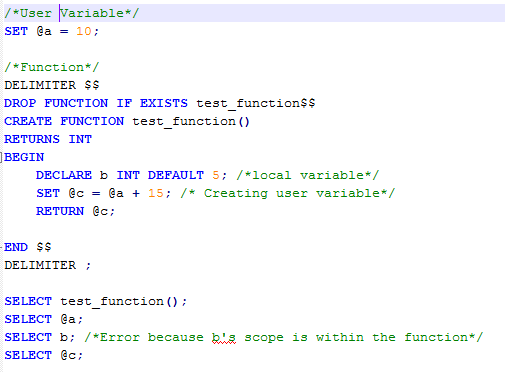 /*User Variable*/
SET @a = 10;
/*Function*/
DELIMITER $$
DROP FUNCTION IF EXISTS test_function$$
CREATE FUNCTION test_function()
RETURNS INT
BEGIN
DECLARE b INT DEFAULT 5; /*local variable*/
SET @c = @a + 15; /* Creating user variable*/
RETURN @c;
END $$
DELIMITER ;
SELECT test_function();
SELECT @a;
SELECT b; /*Error because b's scope is within the function*/
SELECT @c;